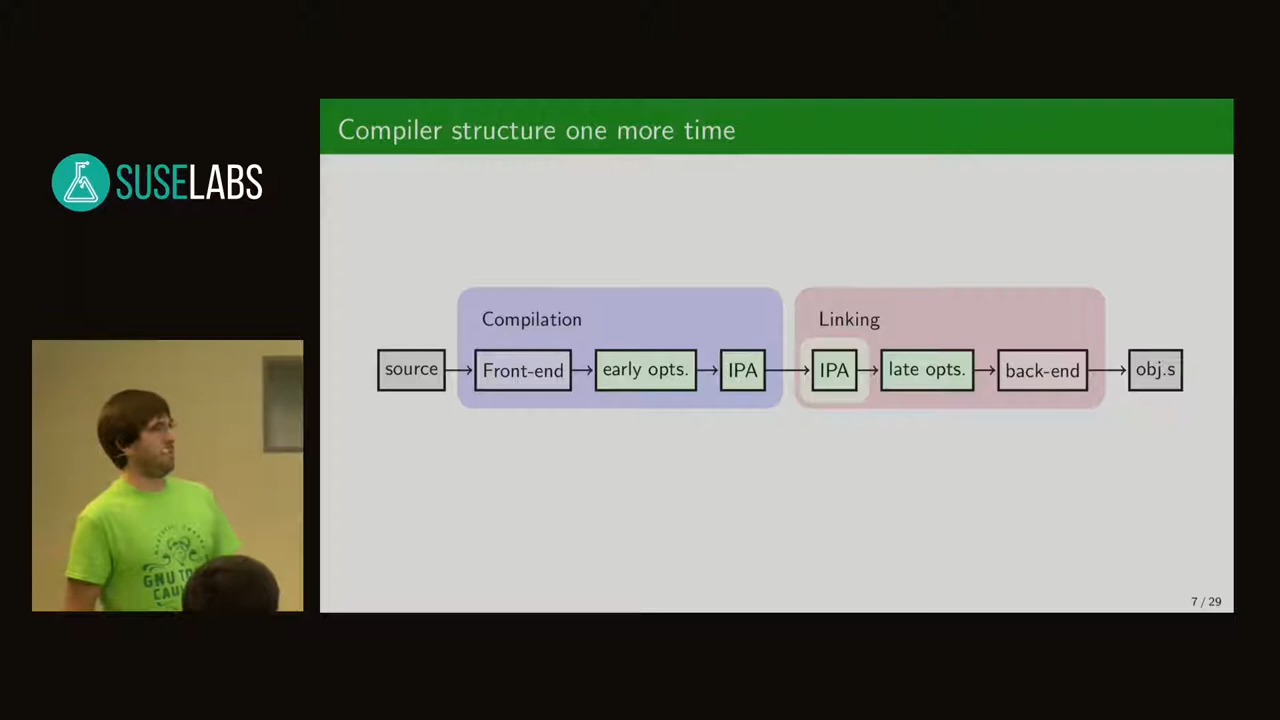 SUSELABS
Compiler structure one more time
Compilation
Linking
source
Front-end
early opts.
IPA
IPA
late opts.
back-end
obj.s
GNU
7 / 29